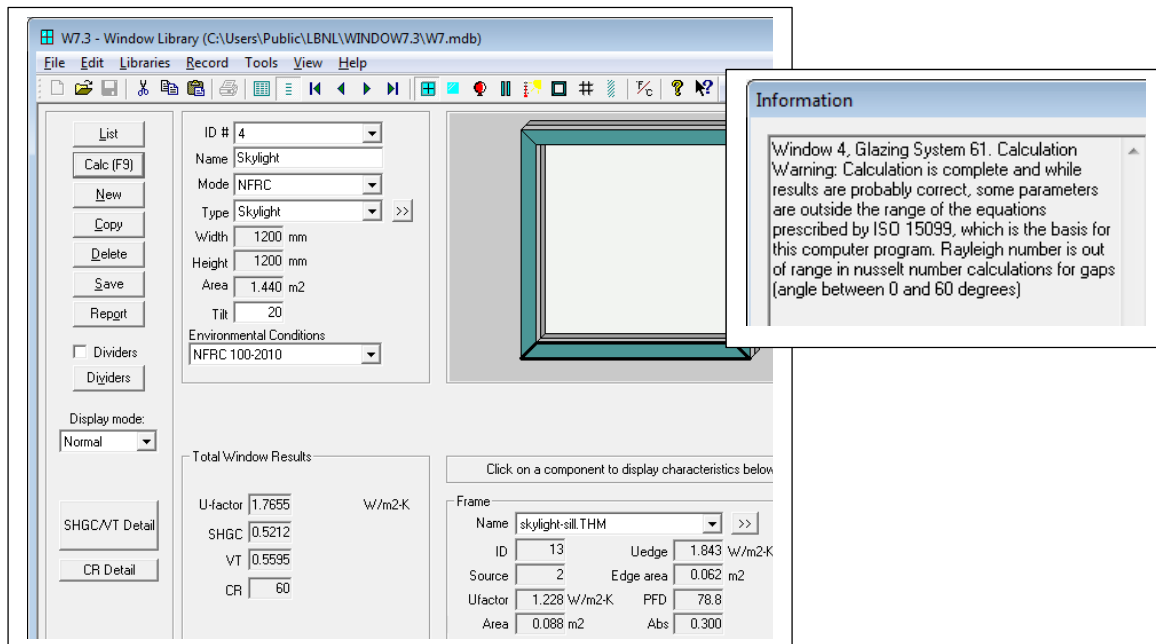 W7.3 - Window Library (C:\Users\Public\LBNL\WINDOW7.3\W7.mdb)
File Edit Libraries Record Tools View Help
List
Calc (F9)
New
Copy
Delete
Save
Report
Dividers
Dividers
Display mode:
Normal
SHGC/VT Detail
CR Detail
ID # 4
Name Skylight
Mode NFRC
Type Skylight >>
Width 1200 mm
Height 1200 mm
Area 1.440 m2
Tilt 20
Environmental Conditions
NFRC 100-2010
Total Window Results
U-factor 1.7655 W/m2-K
SHGC 0.5212
VT 0.5595
CR 60
Click on a component to display characteristics below
Frame
Name skylight-sill.THM >>
ID 13 Uedge 1.843 W/m2-K
Source 2 Edge area 0.062 m2
Ufactor 1.228 W/m2-K PFD 78.8
Area 0.088 m2 Abs 0.300
Information
Window 4, Glazing System 61. Calculation
Warning: Calculation is complete and while
results are probably correct, some parameters
are outside the range of the equations
prescribed by ISO 15099, which is the basis for
this computer program. Rayleigh number is out
of range in nusselt number calculations for gaps
(angle between 0 and 60 degrees)